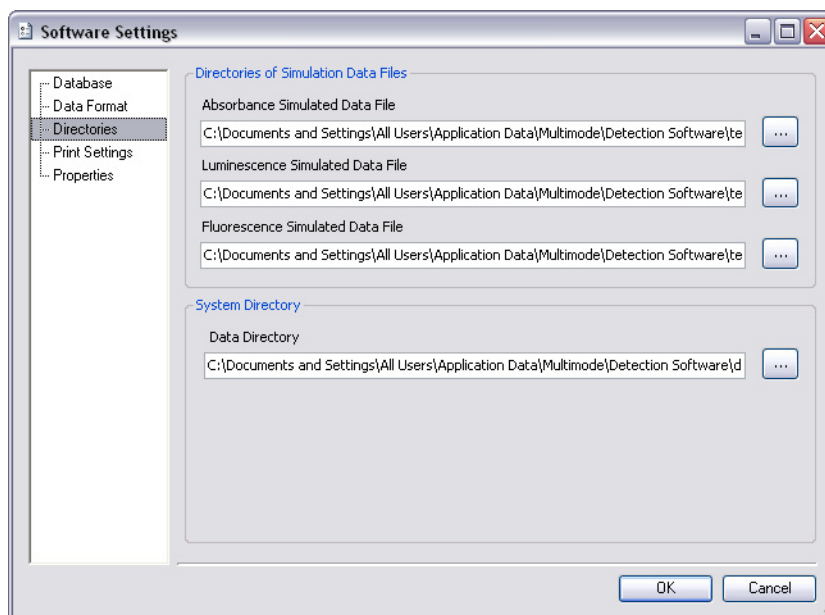 Software Settings
Database
Data Format
Directories
Print Settings
Properties
Directories of Simulation Data Files
Absorbance Simulated Data File
C:\Documents and Settings\All Users\Application Data\Multimode\Detection Software\te
...
Luminescence Simulated Data File
C:\Documents and Settings\All Users\Application Data\Multimode\Detection Software\te
...
Fluorescence Simulated Data File
C:\Documents and Settings\All Users\Application Data\Multimode\Detection Software\te
...
System Directory
Data Directory
C:\Documents and Settings\All Users\Application Data\Multimode\Detection Software\d
...
OK Cancel